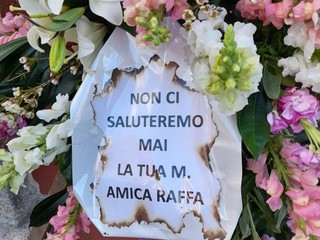 NON CI
SALUTEREMO
MAI
LA TUA M.
AMICA RAFFA